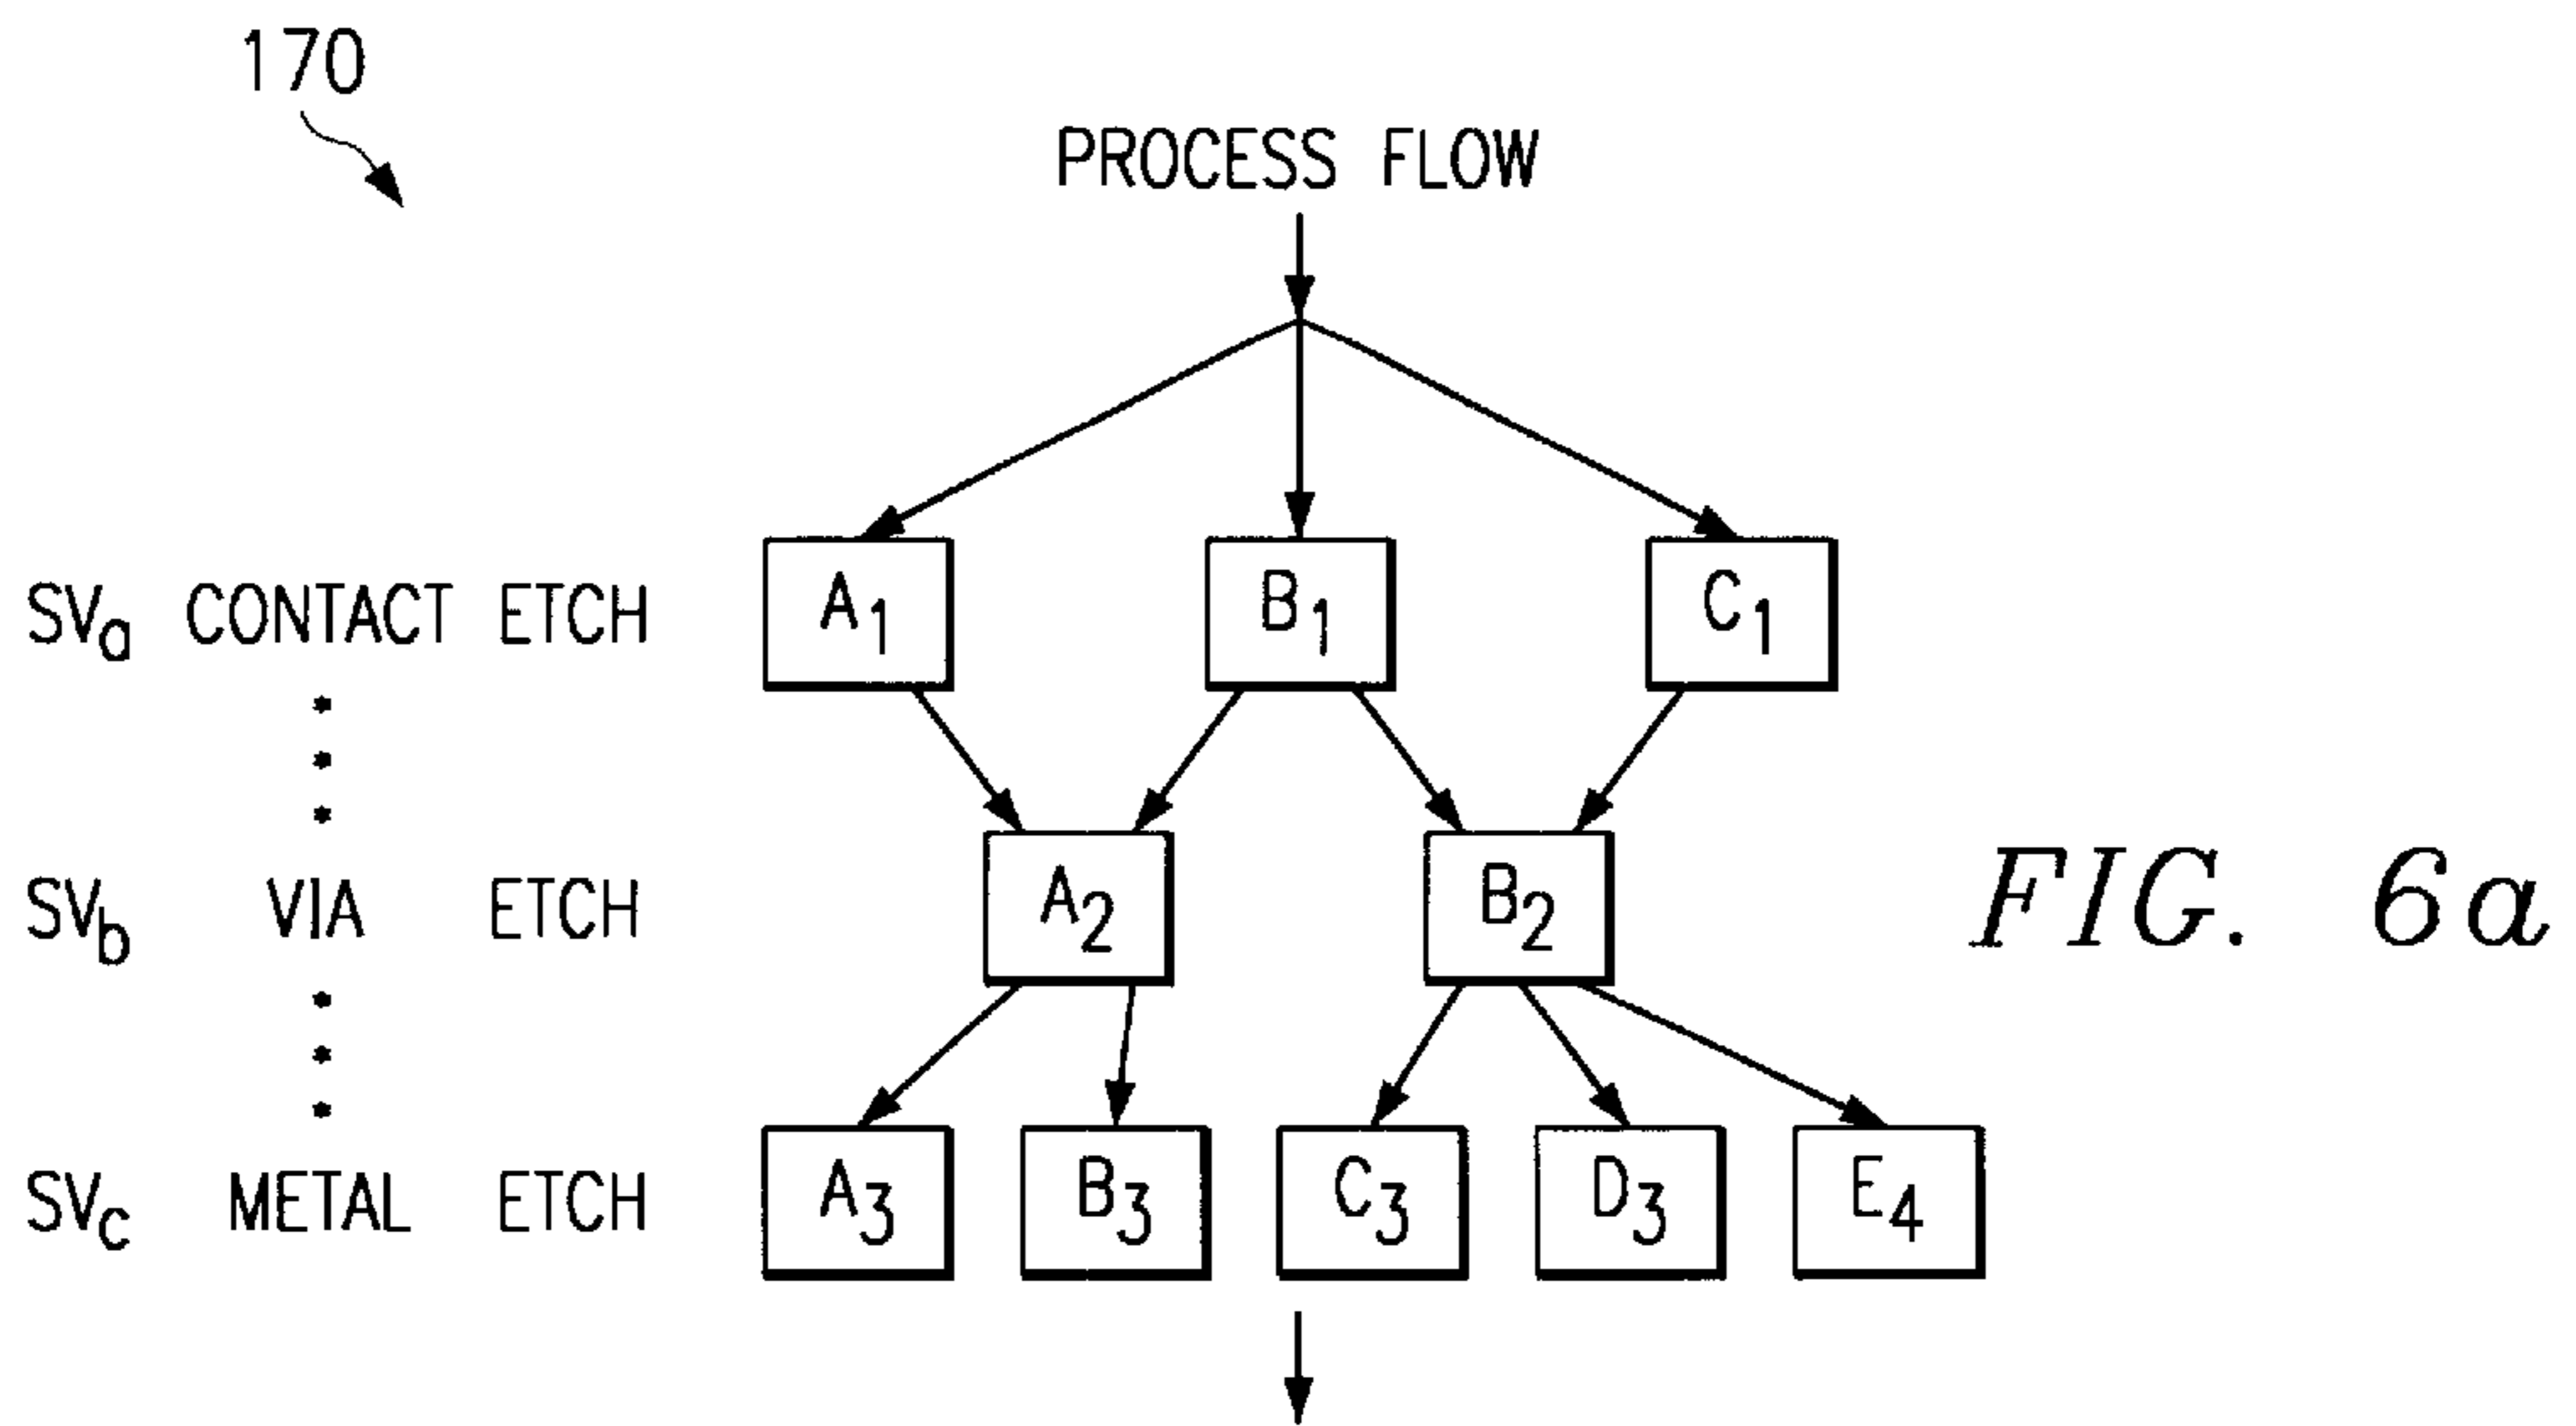 170
PROCESS FLOW
SVa CONTACT ETCH A1 B1 C1
SVb VIA ETCH A2 B2
FIG. 6a
SVc METAL ETCH A3 B3 C3 D3 E4